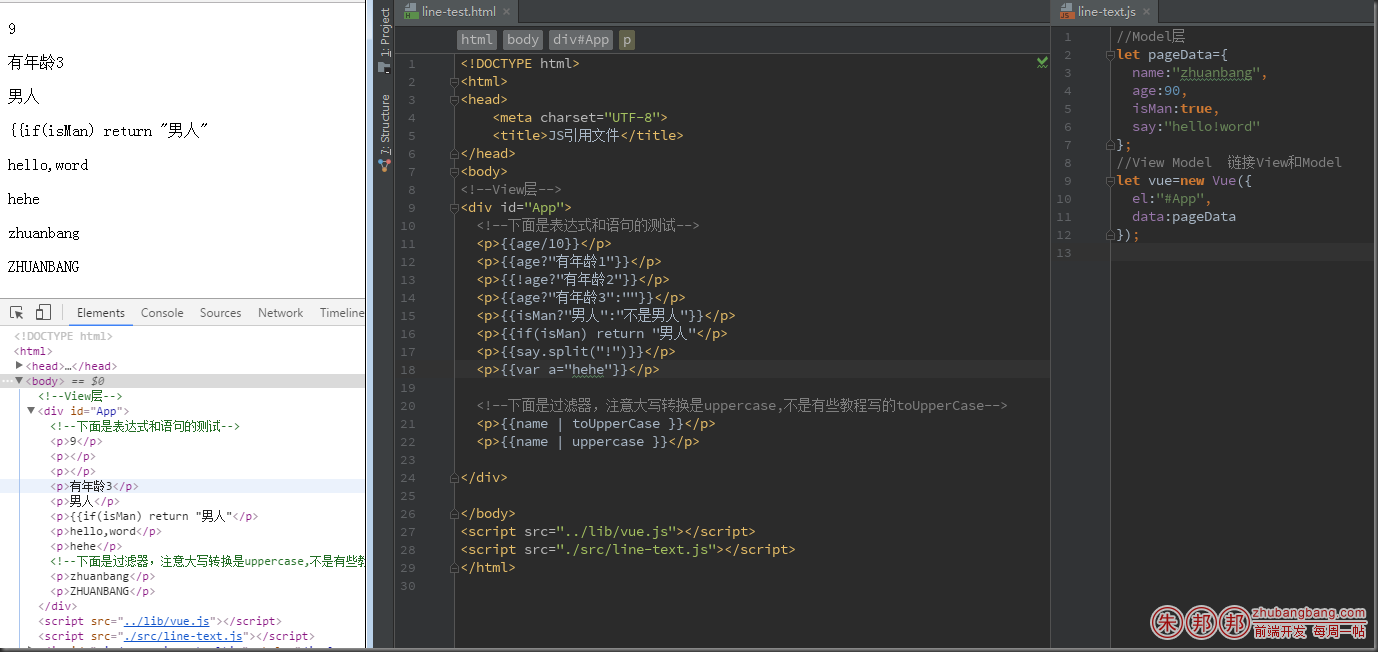 9
有年龄3
男人
{{if(isMan) return "男人"
hello,word
hehe
zhuanbang
ZHUANBANG
Elements Console Sources Network Timeline
<!DOCTYPE html>
<html>
<head>…</head>
<body> == $0
<!--View层-->
<div id="App">
<!--下面是表达式和语句的测试-->
<p>9</p>
<p></p>
<p></p>
<p>有年龄3</p>
<p>男人</p>
<p>{{if(isMan) return "男人"</p>
<p>hello,word</p>
<p>hehe</p>
<!--下面是过滤器，注意大写转换是uppercase,不是有些教
<p>zhuanbang</p>
<p>ZHUANBANG</p>
</div>
<script src="../lib/vue.js"></script>
<script src="./src/line-text.js"></script>
1: Project
7: Structure
line-test.html
html body div#App p
1 <!DOCTYPE html>
2 <html>
3 <head>
4 <meta charset="UTF-8">
5 <title>JS引用文件</title>
6 </head>
7 <body>
8 <!--View层-->
9 <div id="App">
10 <!--下面是表达式和语句的测试-->
11 <p>{{age/10}}</p>
12 <p>{{age?"有年龄1"}}</p>
13 <p>{{!age?"有年龄2"}}</p>
14 <p>{{age?"有年龄3":""}}</p>
15 <p>{{isMan?"男人":"不是男人"}}</p>
16 <p>{{if(isMan) return "男人"</p>
17 <p>{{say.split("!")}}</p>
18 <p>{{var a="hehe"}}</p>
19
20 <!--下面是过滤器，注意大写转换是uppercase,不是有些教程写的toUpperCase-->
21 <p>{{name | toUpperCase }}</p>
22 <p>{{name | uppercase }}</p>
23
24 </div>
25
26 </body>
27 <script src="../lib/vue.js"></script>
28 <script src="./src/line-text.js"></script>
29 </html>
30
line-text.js
1 //Model层
2 let pageData={
3 name:"zhuanbang",
4 age:90,
5 isMan:true,
6 say:"hello!word"
7 };
8 //View Model 链接View和Model
9 let vue=new Vue({
10 el:"#App",
11 data:pageData
12 });
13
朱邦邦 zhubangbang.com
前端开发 每周一帖